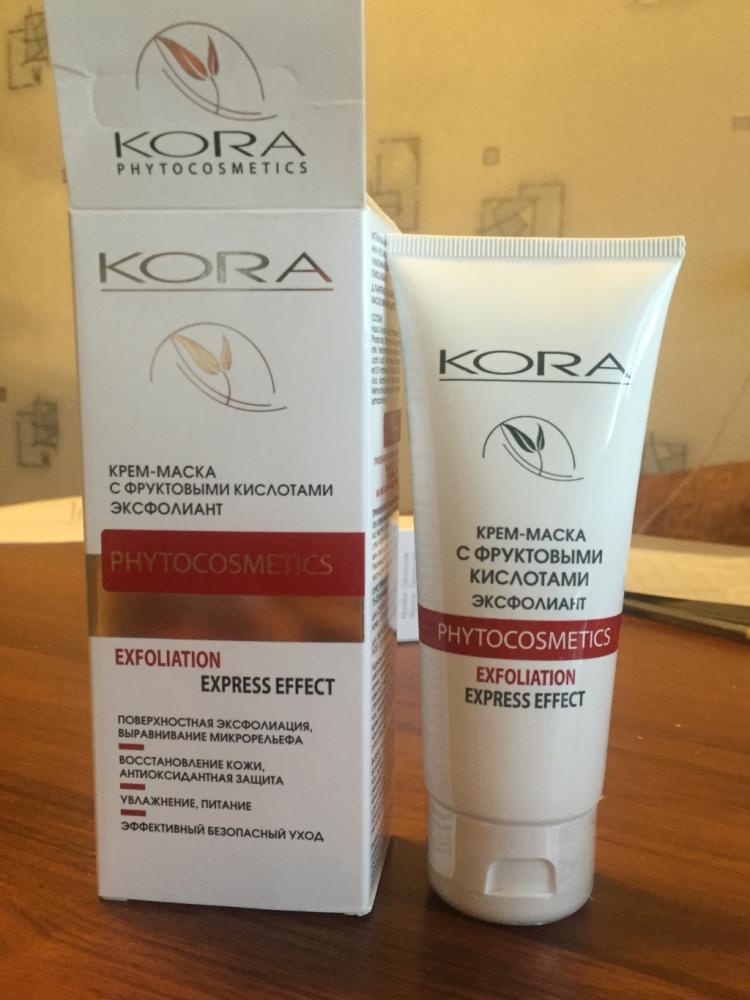 KORA
PHYTOCOSMETICS
KORA
КРЕМ-МАСКА
С ФРУКТОВЫМИ КИСЛОТАМИ
ЭКСФОЛИАНТ
PHYTOCOSMETICS
EXFOLIATION
EXPRESS EFFECT
ПОВЕРХНОСТНАЯ ЭКСФОЛИАЦИЯ,
ВЫРАВНИВАНИЕ МИКРОРЕЛЬЕФА
ВОССТАНОВЛЕНИЕ КОЖИ,
АНТИОКСИДАНТНАЯ ЗАЩИТА
УВЛАЖНЕНИЕ, ПИТАНИЕ
ЭФФЕКТИВНЫЙ БЕЗОПАСНЫЙ УХОД
KORA
КРЕМ-МАСКА
С ФРУКТОВЫМИ
КИСЛОТАМИ
ЭКСФОЛИАНТ
PHYTOCOSMETICS
EXFOLIATION
EXPRESS EFFECT